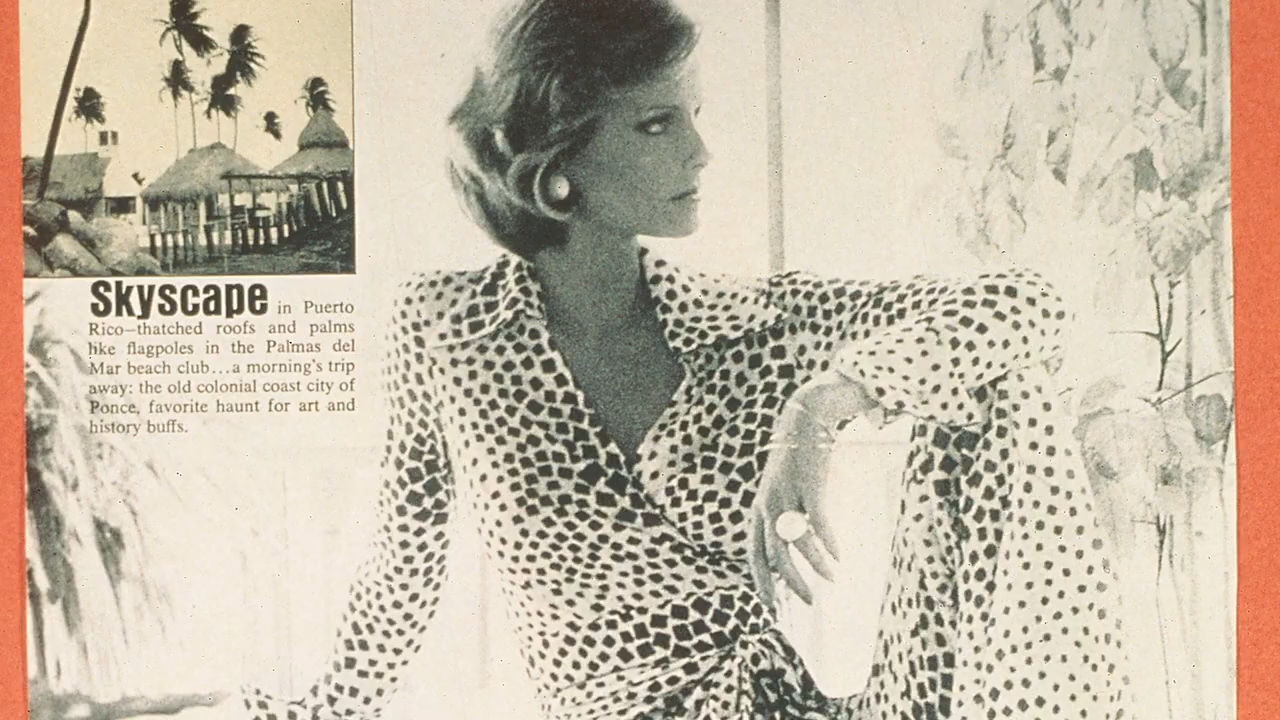 Skyscape in Puerto
Rico—thatched roofs and palms
like flagpoles in the Palmas del
Mar beach club...a morning's trip
away: the old colonial coast city of
Ponce, favorite haunt for art and
history buffs.